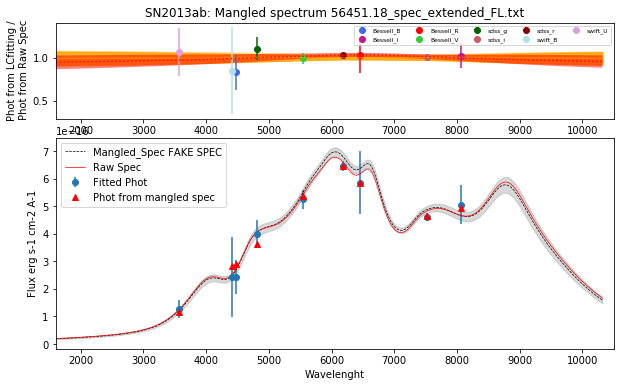 SN2013ab: Mangled spectrum 56451.18_spec_extended_FL.txt
Phot from LCfitting /
Phot from Raw Spec
1.0
0.5
Bessell_B Bessell_R sdss_g sdss_r swift_U
Bessell_i Bessell_V sdss_i swift_B
2000 3000 4000 5000 6000 7000 8000 9000 10000
1e−16
Flux erg s-1 cm-2 A-1
7
6
5
4
3
2
1
0
Mangled_Spec FAKE SPEC
Raw Spec
Fitted Phot
Phot from mangled spec
2000 3000 4000 5000 6000 7000 8000 9000 10000
Wavelenght